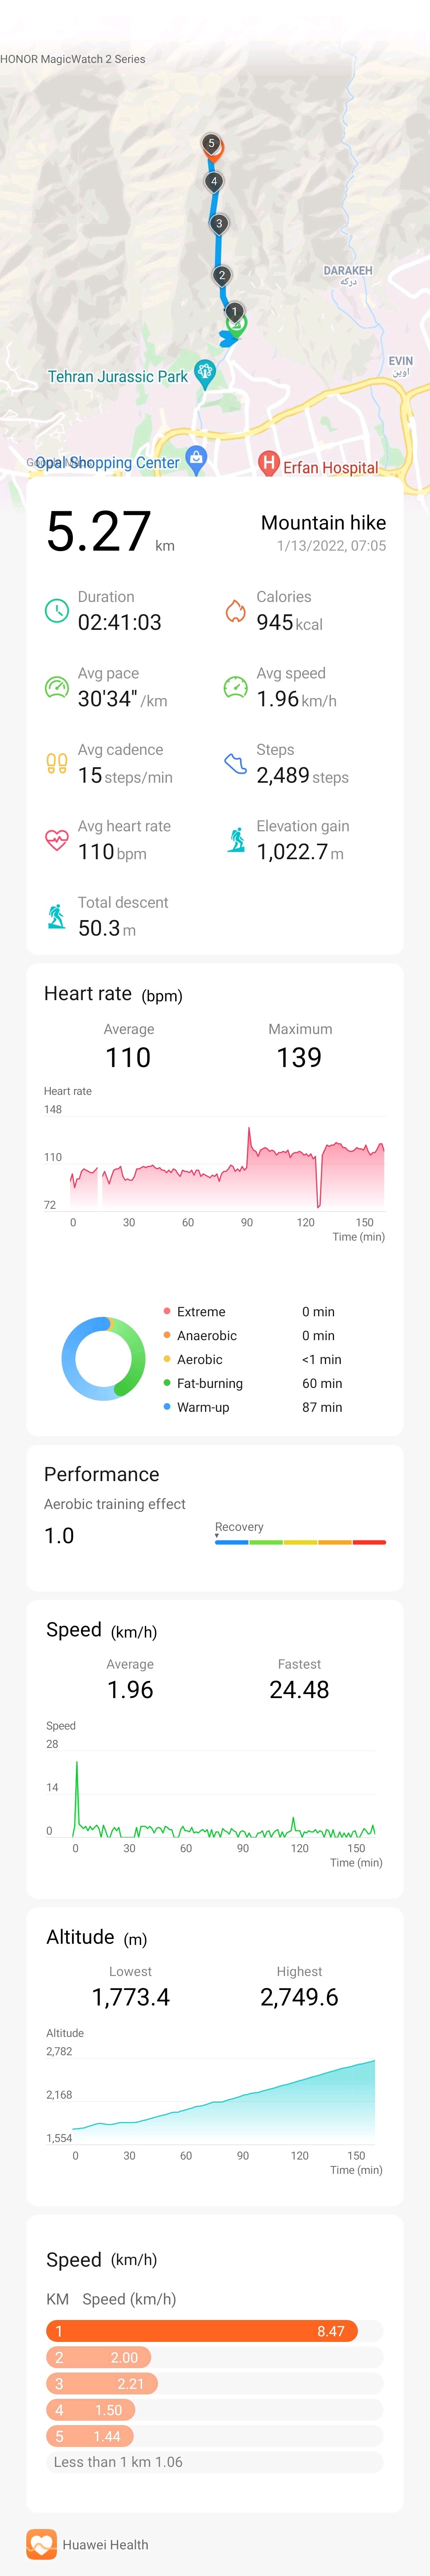 HONOR MagicWatch 2 Series
5
4
3
DARAKEH
درکه
2
1
EVIN
اوین
Tehran Jurassic Park
Opal Shopping Center
Erfan Hospital
5.27 km
Mountain hike
1/13/2022, 07:05
Duration Calories
02:41:03 945 kcal
Avg pace Avg speed
30'34" /km 1.96 km/h
Avg cadence Steps
15 steps/min 2,489 steps
Avg heart rate Elevation gain
110 bpm 1,022.7 m
Total descent
50.3 m
Heart rate (bpm)
Average Maximum
110 139
Heart rate
148
110
72
0 30 60 90 120 150
Time (min)
Extreme 0 min
Anaerobic 0 min
Aerobic <1 min
Fat-burning 60 min
Warm-up 87 min
Performance
Aerobic training effect
1.0 Recovery
Speed (km/h)
Average Fastest
1.96 24.48
Speed
28
14
0
0 30 60 90 120 150
Time (min)
Altitude (m)
Lowest Highest
1,773.4 2,749.6
Altitude
2,782
2,168
1,554
0 30 60 90 120 150
Time (min)
Speed (km/h)
KM Speed (km/h)
1 8.47
2 2.00
3 2.21
4 1.50
5 1.44
Less than 1 km 1.06
Huawei Health